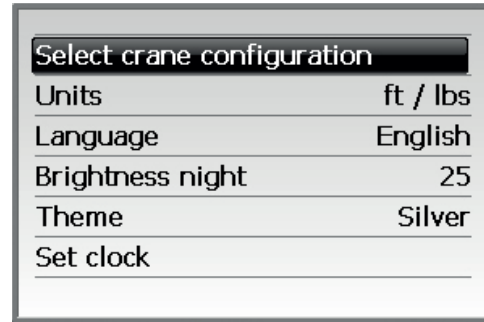 Select crane configuration
Units ft / lbs
Language English
Brightness night 25
Theme Silver
Set clock